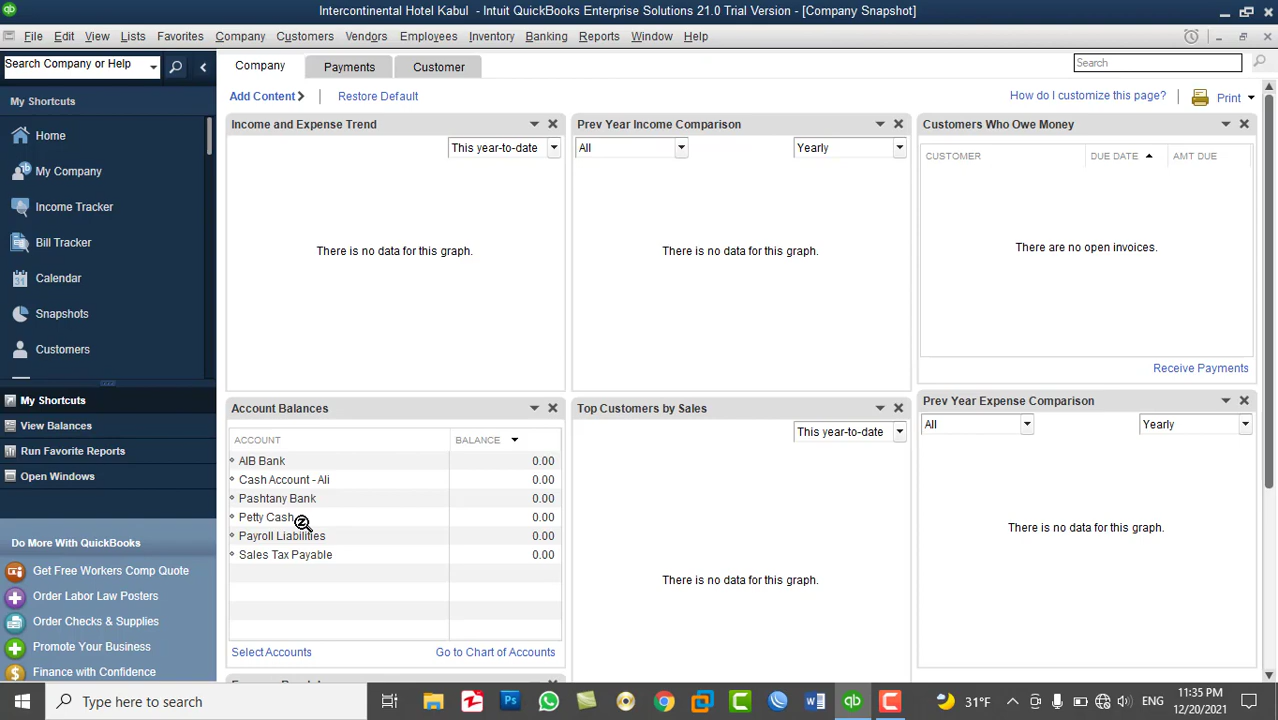 Intercontinental Hotel Kabul - Intuit QuickBooks Enterprise Solutions 21.0 Trial Version - [Company Snapshot]
File Edit View Lists Favorites Company Customers Vendors Employees Inventory Banking Reports Window Help
Search Company or Help
Company Payments Customer
Search
My Shortcuts
Add Content Restore Default
How do I customize this page? Print
Home
My Company
Income Tracker
Bill Tracker
Calendar
Snapshots
Customers
My Shortcuts
View Balances
Run Favorite Reports
Open Windows
Do More With QuickBooks
Get Free Workers Comp Quote
Order Labor Law Posters
Order Checks & Supplies
Promote Your Business
Finance with Confidence
Income and Expense Trend
This year-to-date
There is no data for this graph.
Prev Year Income Comparison
All Yearly
There is no data for this graph.
Customers Who Owe Money
CUSTOMER DUE DATE AMT DUE
There are no open invoices.
Receive Payments
Account Balances
ACCOUNT BALANCE
AIB Bank 0.00
Cash Account - Ali 0.00
Pashtany Bank 0.00
Petty Cash 0.00
Payroll Liabilities 0.00
Sales Tax Payable 0.00
Select Accounts Go to Chart of Accounts
Top Customers by Sales
This year-to-date
There is no data for this graph.
Prev Year Expense Comparison
All Yearly
There is no data for this graph.
Type here to search
31°F
ENG
11:35 PM
12/20/2021